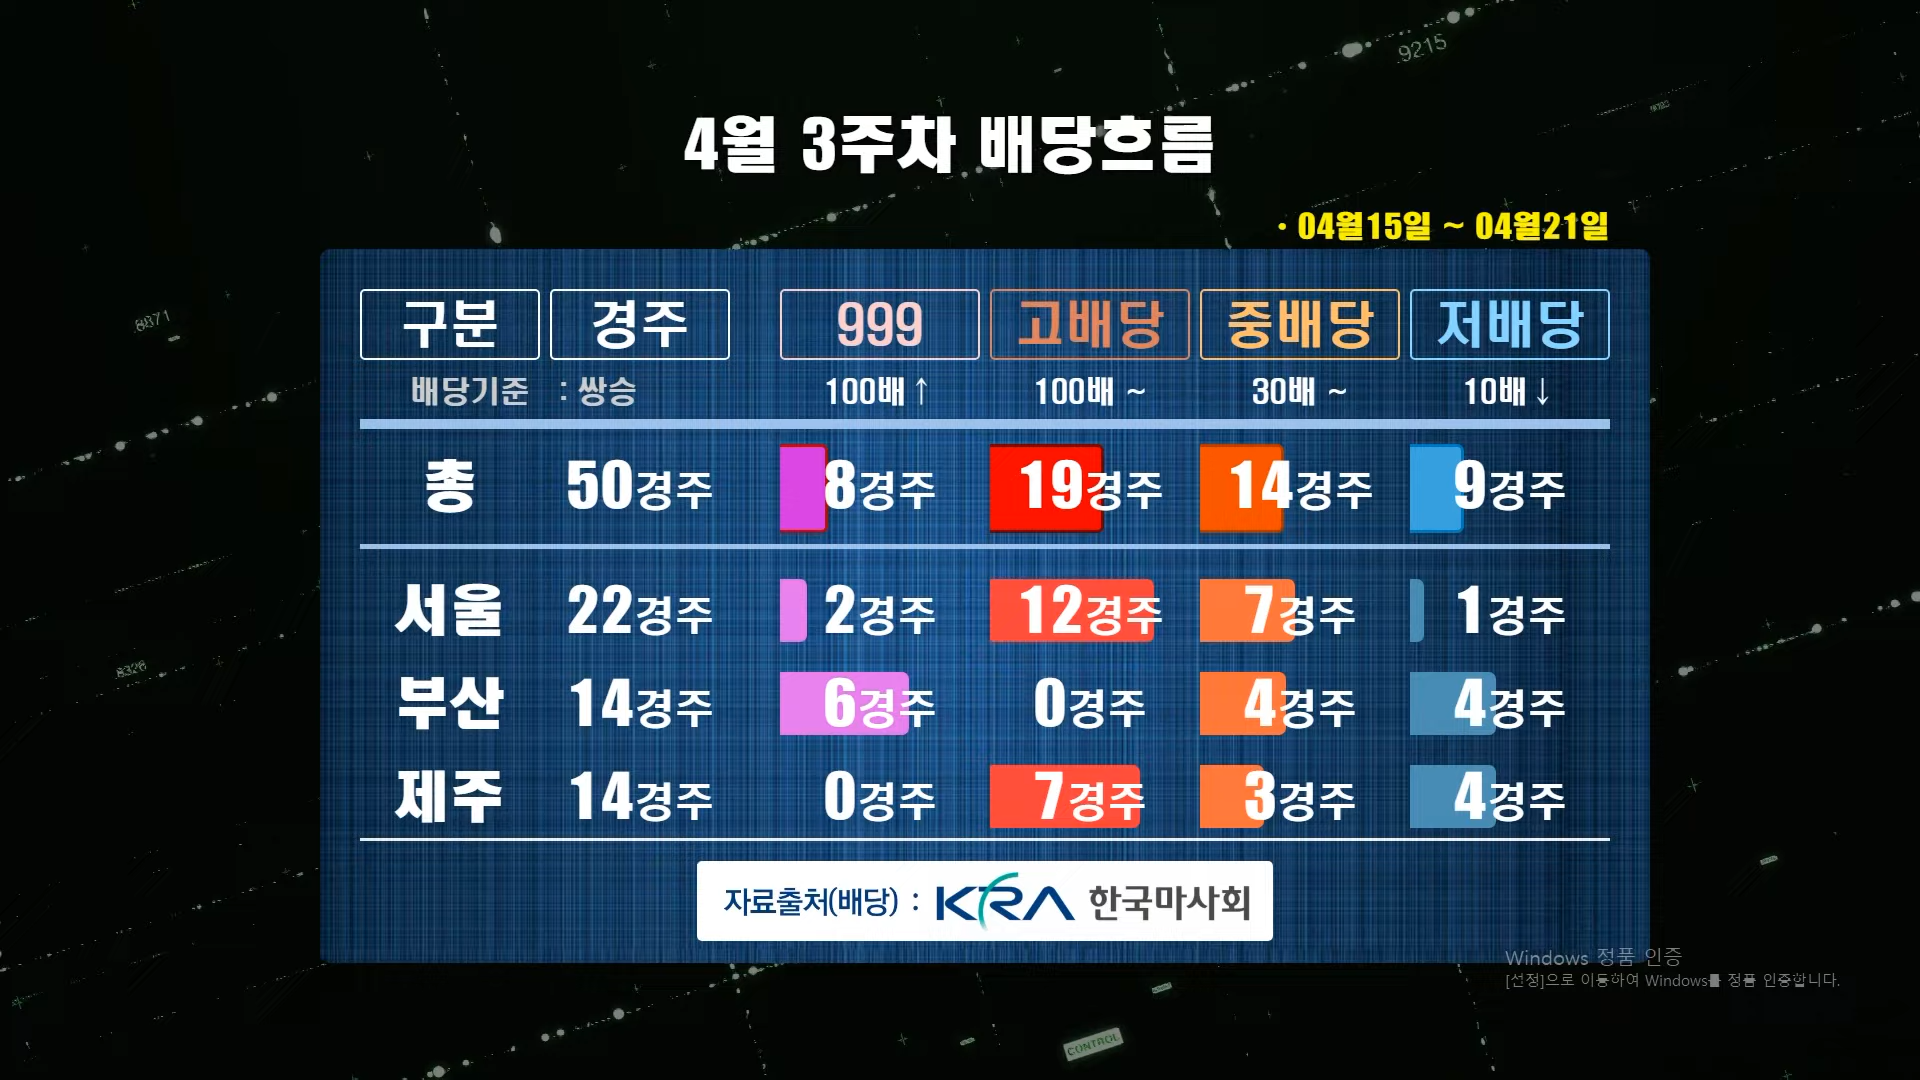 9215
4월 3주차 배당흐름
· 04월15일 ~ 04월21일
구분 경주 999 고배당 중배당 저배당
배당기준 : 쌍승 100배↑ 100배 ~ 30배 ~ 10배↓
총 50경주 8경주 19경주 14경주 9경주
서울 22경주 2경주 12경주 7경주 1경주
부산 14경주 6경주 0경주 4경주 4경주
제주 14경주 0경주 7경주 3경주 4경주
자료출처(배당) : KRA 한국마사회
Windows 정품 인증
[설정]으로 이동하여 Windows를 정품 인증합니다.
8871
8328
CONTROL